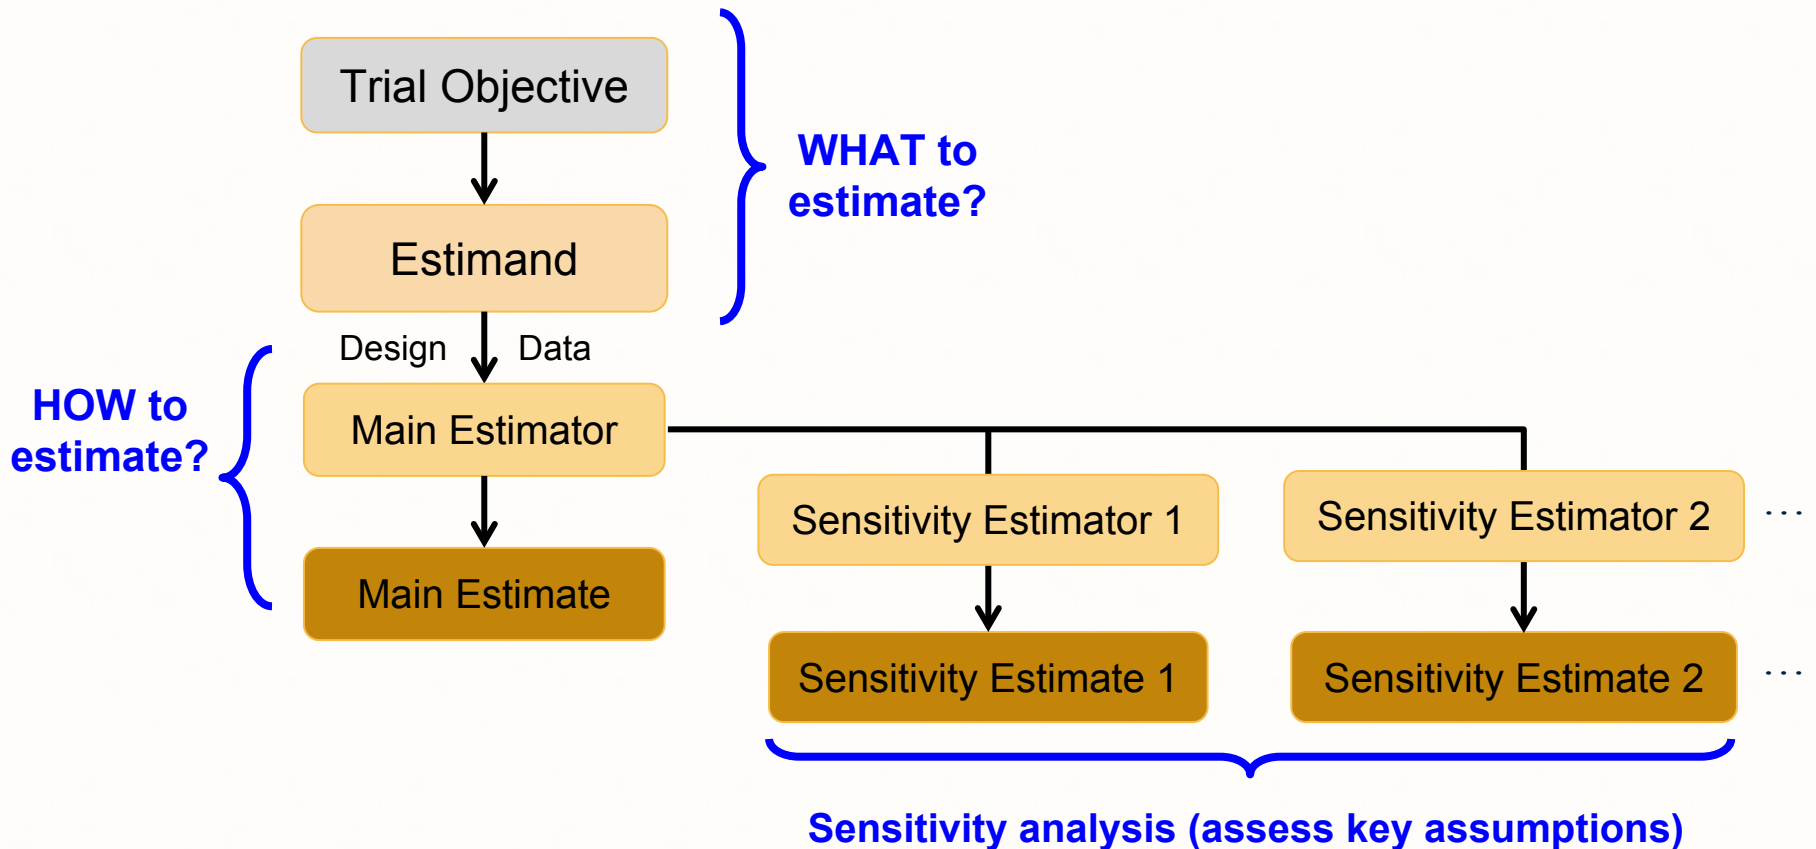 Trial Objective
WHAT to
estimate?
Estimand
Design Data
HOW to
estimate?
Main Estimator
Sensitivity Estimator 1
Sensitivity Estimator 2
...
Main Estimate
Sensitivity Estimate 1
Sensitivity Estimate 2
...
Sensitivity analysis (assess key assumptions)